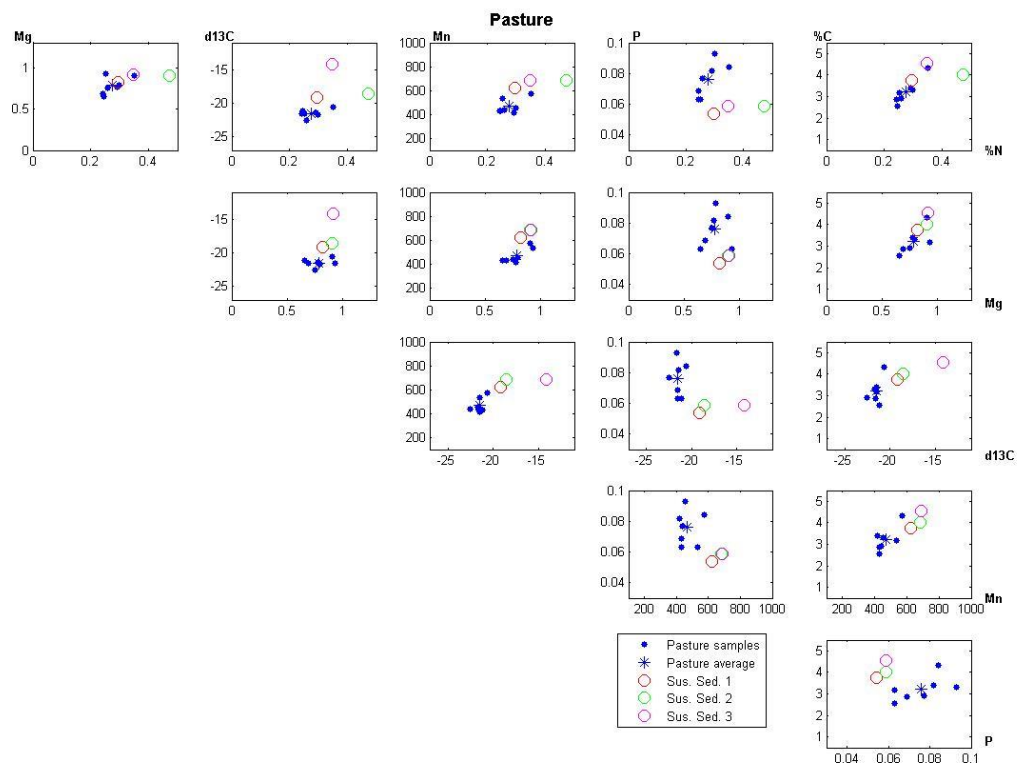 Pasture
Mg d13C Mn P %C
1 -15 1000 0.1 5
800 0.08 4
0.5 -20 600 3
400 0.06 2
-25 200 0.04 1
0
0 0.2 0.4 0 0.2 0.4 0 0.2 0.4 0 0.2 0.4 0 0.2 0.4 %N
-15 1000 0.1 5
800 0.08 4
-20 600 3
400 0.06 2
-25 200 0.04 1
0 0.5 1 0 0.5 1 0 0.5 1 0 0.5 1 Mg
1000 0.1 5
800 0.08 4
600 3
400 0.06 2
200 0.04 1
-25 -20 -15 -25 -20 -15 -25 -20 -15 d13C
0.1 5
0.08 4
3
0.06 2
0.04 1
200 400 600 800 1000 200 400 600 800 1000 Mn
Pasture samples
Pasture average
Sus. Sed. 1
Sus. Sed. 2
Sus. Sed. 3
5
4
3
2
1
0.04 0.06 0.08 0.1 P